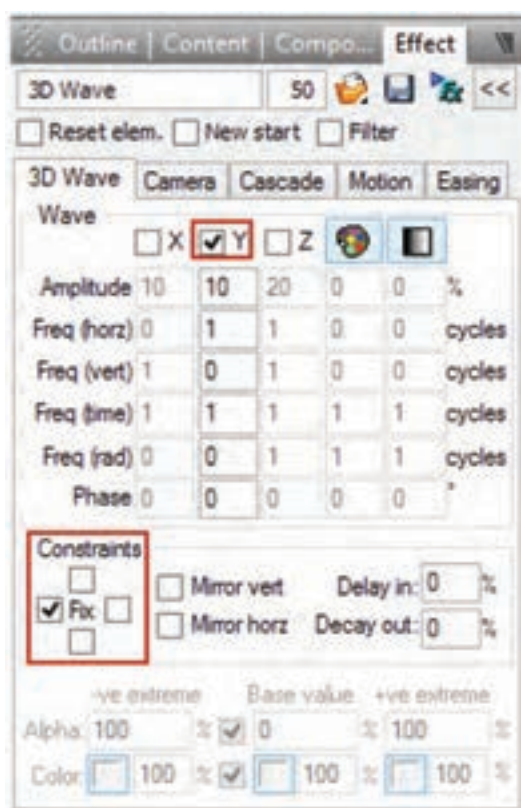 Outline | Content | Compo... Effect
3D Wave 50 <<
Reset elem. New start Filter
3D Wave Camera Cascade Motion Easing
Wave
X Y Z
Amplitude 10 10 20 0 0 %
Freq (horz) 0 1 1 0 0 cycles
Freq (vert) 1 0 1 0 0 cycles
Freq (time) 1 1 1 1 1 cycles
Freq (rad) 0 0 1 1 1 cycles
Phase 0 0 0 0 0 °
Constraints
Fix Mirror vert Delay in: 0 %
Mirror horz Decay out: 0 %
-ve extreme Base value +ve extreme
Alpha: 100 % 0 % 100 %
Color: 100 % 100 % 100 %